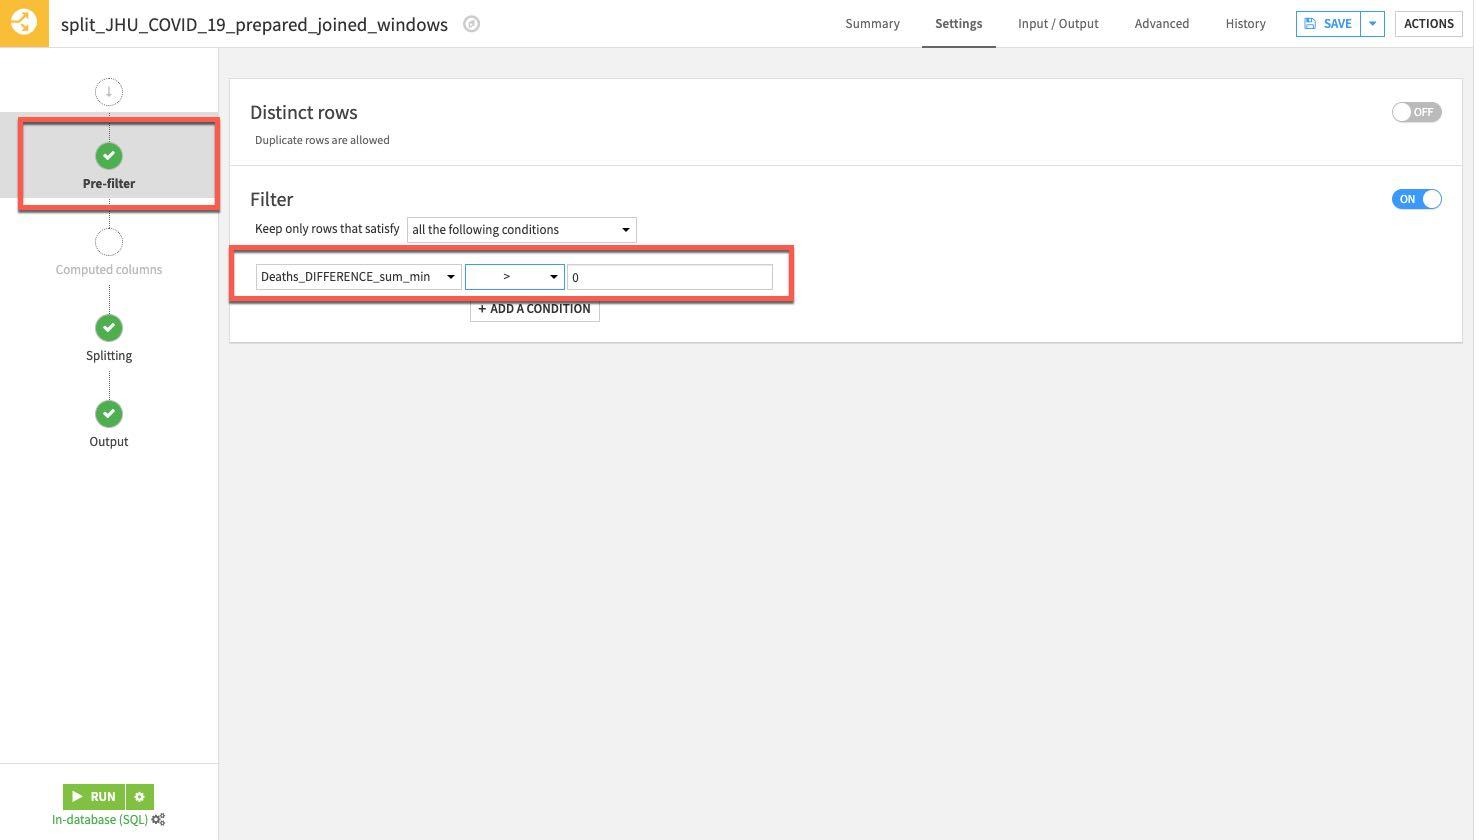 split_JHU_COVID_19_prepared_joined_windows
Summary
Settings
Input / Output
Advanced
History
SAVE
ACTIONS
Pre-filter
Computed columns
Splitting
Output
RUN
In-database (SQL)
Distinct rows
OFF
Duplicate rows are allowed
Filter
ON
Keep only rows that satisfy all the following conditions
Deaths_DIFFERENCE_sum_min > 0
+ ADD A CONDITION